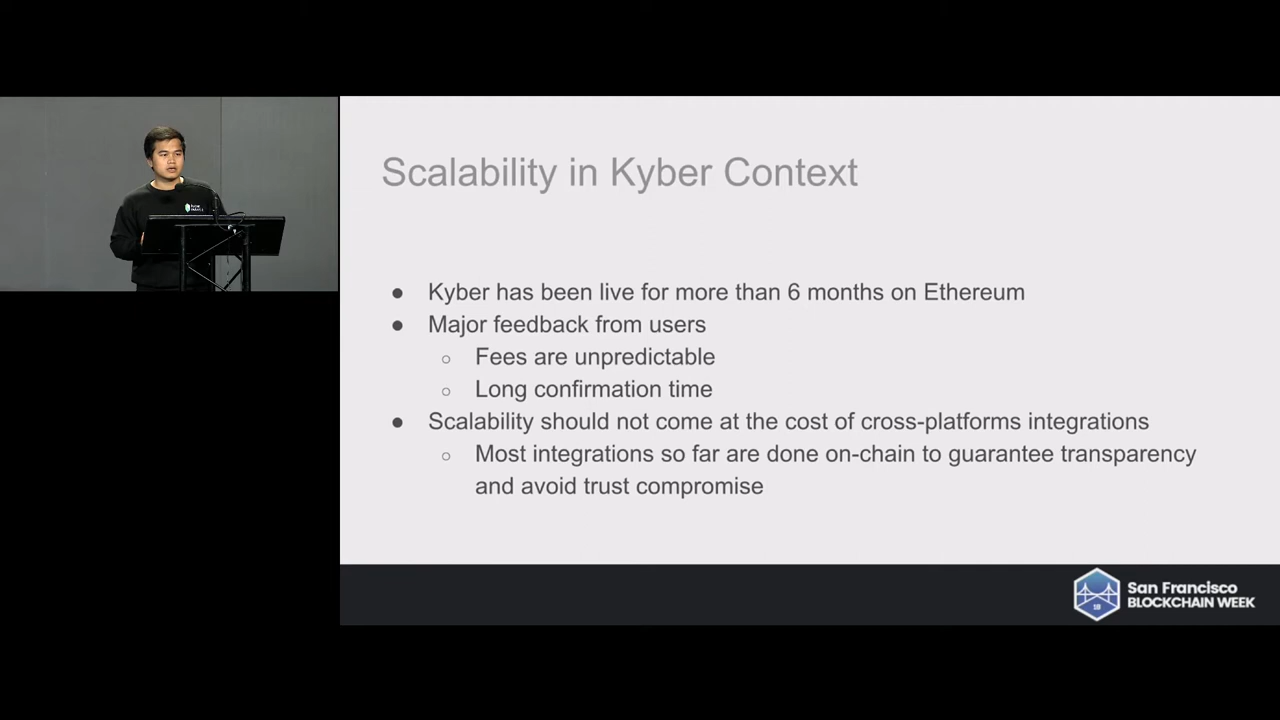 Scalability in Kyber Context
● Kyber has been live for more than 6 months on Ethereum
● Major feedback from users
○ Fees are unpredictable
○ Long confirmation time
● Scalability should not come at the cost of cross-platforms integrations
○ Most integrations so far are done on-chain to guarantee transparency
and avoid trust compromise
18
San Francisco
BLOCKCHAIN WEEK